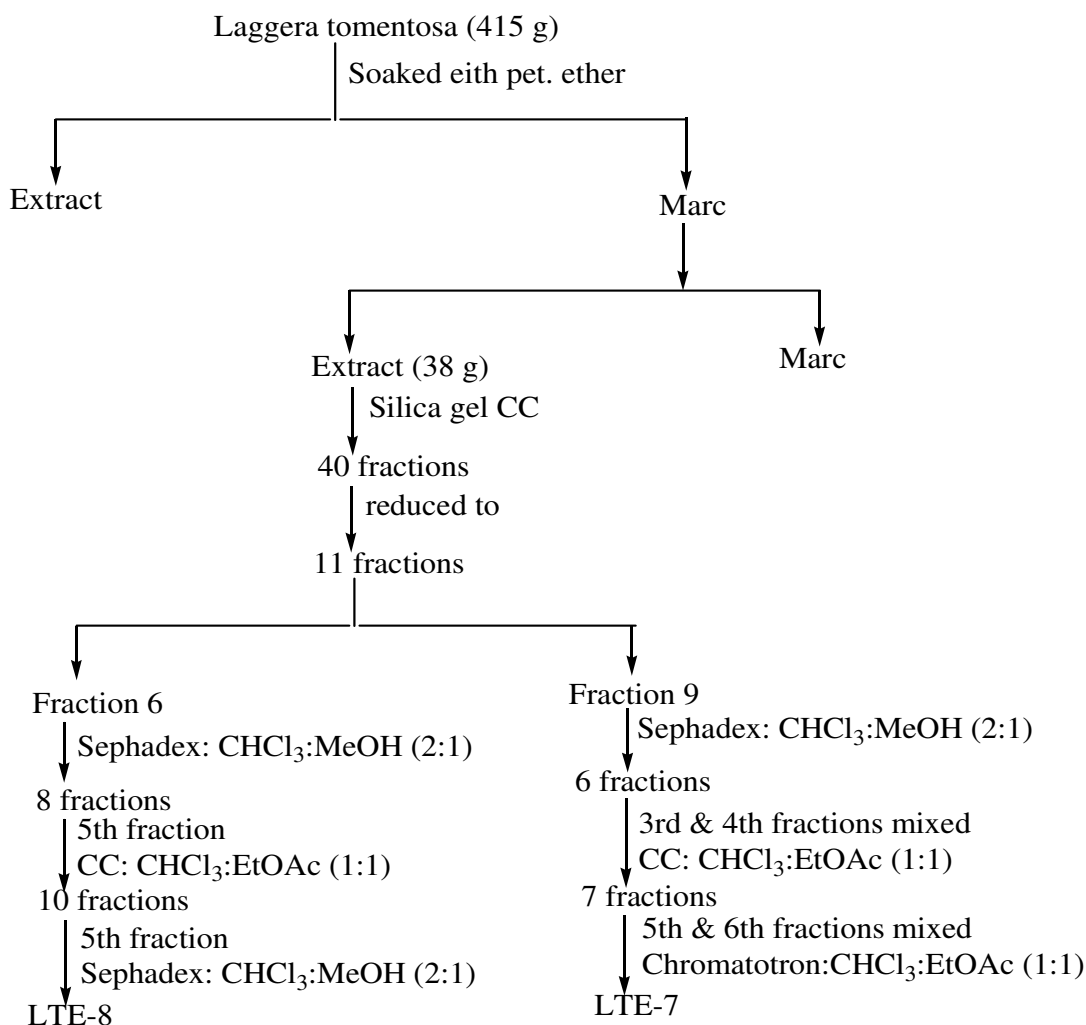 Laggera tomentosa (415 g)
Soaked eith pet. ether
Extract
Marc
Extract (38 g)
Marc
Silica gel CC
40 fractions
reduced to
11 fractions
Fraction 6
Sephadex: CHCl₃:MeOH (2:1)
8 fractions
5th fraction
CC: CHCl₃:EtOAc (1:1)
10 fractions
5th fraction
Sephadex: CHCl₃:MeOH (2:1)
LTE-8
Fraction 9
Sephadex: CHCl₃:MeOH (2:1)
6 fractions
3rd & 4th fractions mixed
CC: CHCl₃:EtOAc (1:1)
7 fractions
5th & 6th fractions mixed
Chromatotron:CHCl₃:EtOAc (1:1)
LTE-7